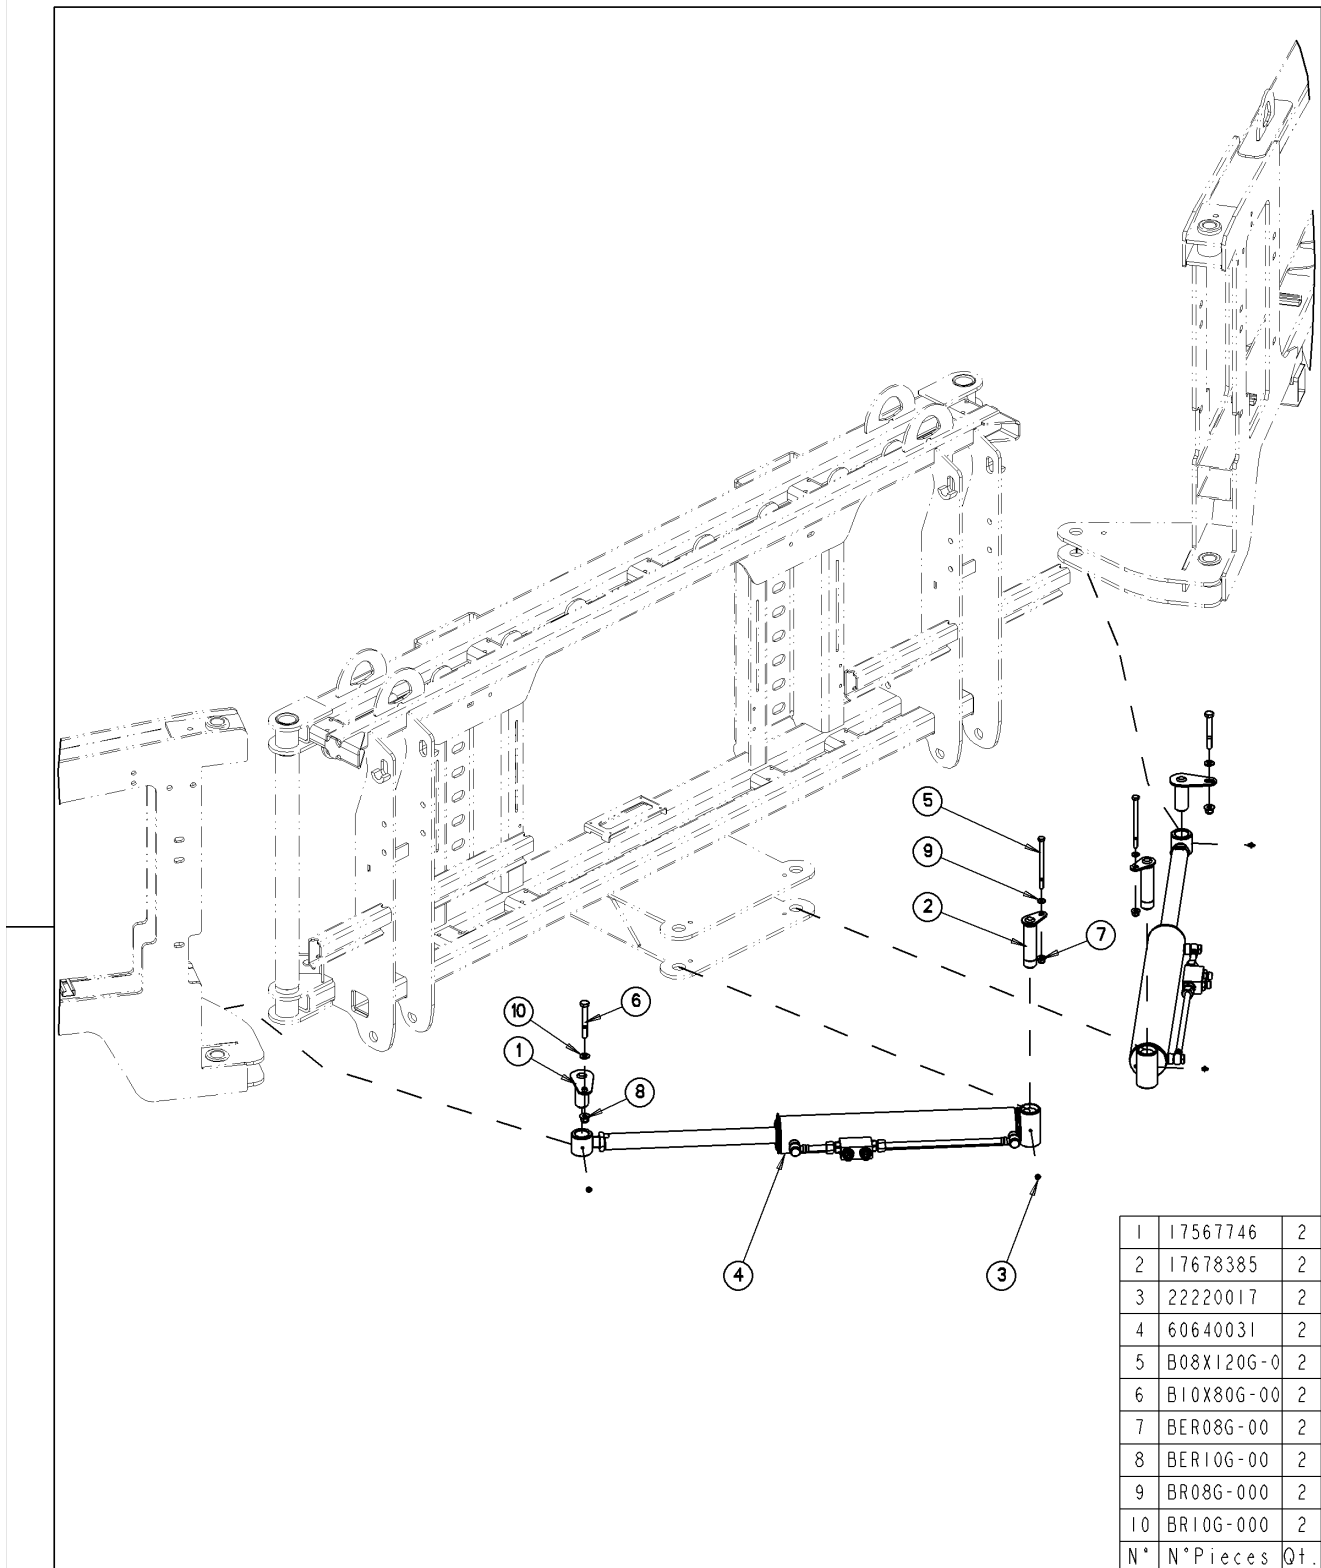 5
9
2
7
6
10
1
8
4
3
1 17567746 2
2 17678385 2
3 22220017 2
4 60640031 2
5 B08X120G-0 2
6 B10X80G-00 2
7 BER08G-00 2
8 BER10G-00 2
9 BR08G-000 2
10 BR10G-000 2
N° N°Pieces Qt.